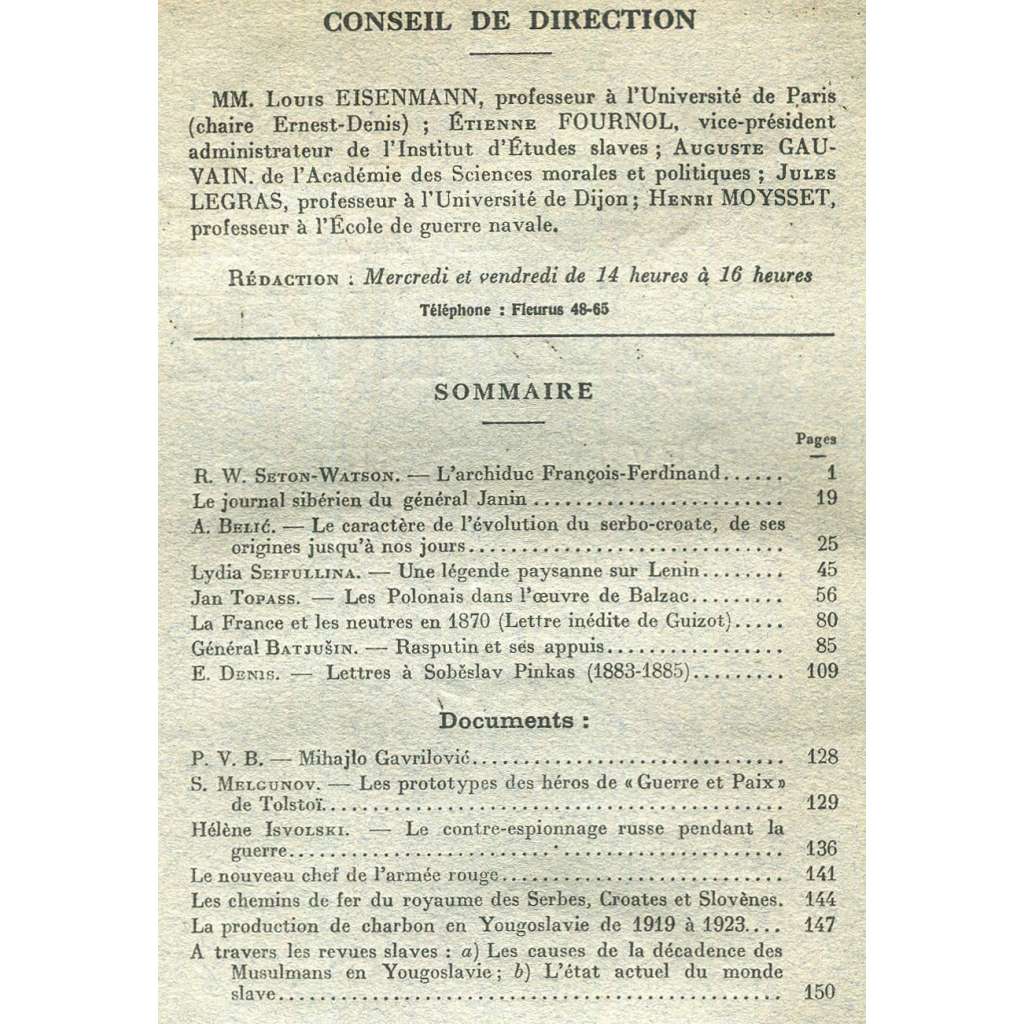 CONSEIL DE DIRECTION
MM. Louis EISENMANN, professeur à l'Université de Paris
(chaire Ernest-Denis) ; Étienne FOURNOL, vice-président
administrateur de l'Institut d'Études slaves ; Auguste GAU-
VAIN. de l'Académie des Sciences morales et politiques ; Jules
LEGRAS, professeur à l'Université de Dijon ; Henri MOYSSET,
professeur à l'École de guerre navale.
Rédaction : Mercredi et vendredi de 14 heures à 16 heures
Téléphone : Fleurus 48-65
SOMMAIRE
Pages
R. W. Seton-Watson. — L'archiduc François-Ferdinand...... 1
Le journal sibérien du général Janin .............................. 19
A. Belić. — Le caractère de l'évolution du serbo-croate, de ses
origines jusqu'à nos jours............................... 25
Lydia Seifullina. — Une légende paysanne sur Lenin........ 45
Jan Topass. — Les Polonais dans l'œuvre de Balzac......... 56
La France et les neutres en 1870 (Lettre inédite de Guizot)..... 80
Général Batjušin. — Rasputin et ses appuis................. 85
E. Denis. — Lettres à Soběslav Pinkas (1883-1885)......... 109
Documents :
P. V. B. — Mihajlo Gavrilović............................... 128
S. Melgunov. — Les prototypes des héros de « Guerre et Paix »
de Tolstoï............................................. 129
Hélène Isvolski. — Le contre-espionnage russe pendant la
guerre................................................. 136
Le nouveau chef de l'armée rouge............................ 141
Les chemins de fer du royaume des Serbes, Croates et Slovènes. 144
La production de charbon en Yougoslavie de 1919 à 1923.... 147
A travers les revues slaves : a) Les causes de la décadence des
Musulmans en Yougoslavie ; b) L'état actuel du monde
slave.................................................. 150